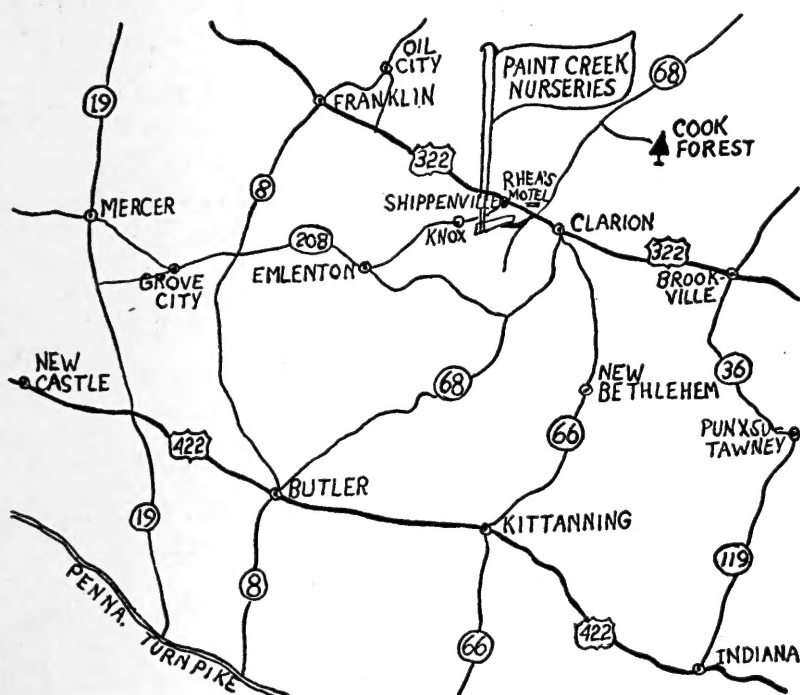 OIL
CITY
PAINT CREEK
NURSERIES
68
19
FRANKLIN
COOK
FOREST
322
8
RHEA'S
MOTEL
SHIPPENVILLE
MERCER
KNOX
CLARION
208
322
GROVE
CITY
EMLENTON
BROOK-
VILLE
NEW
CASTLE
68
NEW
BETHLEHEM
36
422
66
PUNXSU-
TAWNEY
BUTLER
19
KITTANNING
8
119
PENNA.
TURNPIKE
66
422
INDIANA